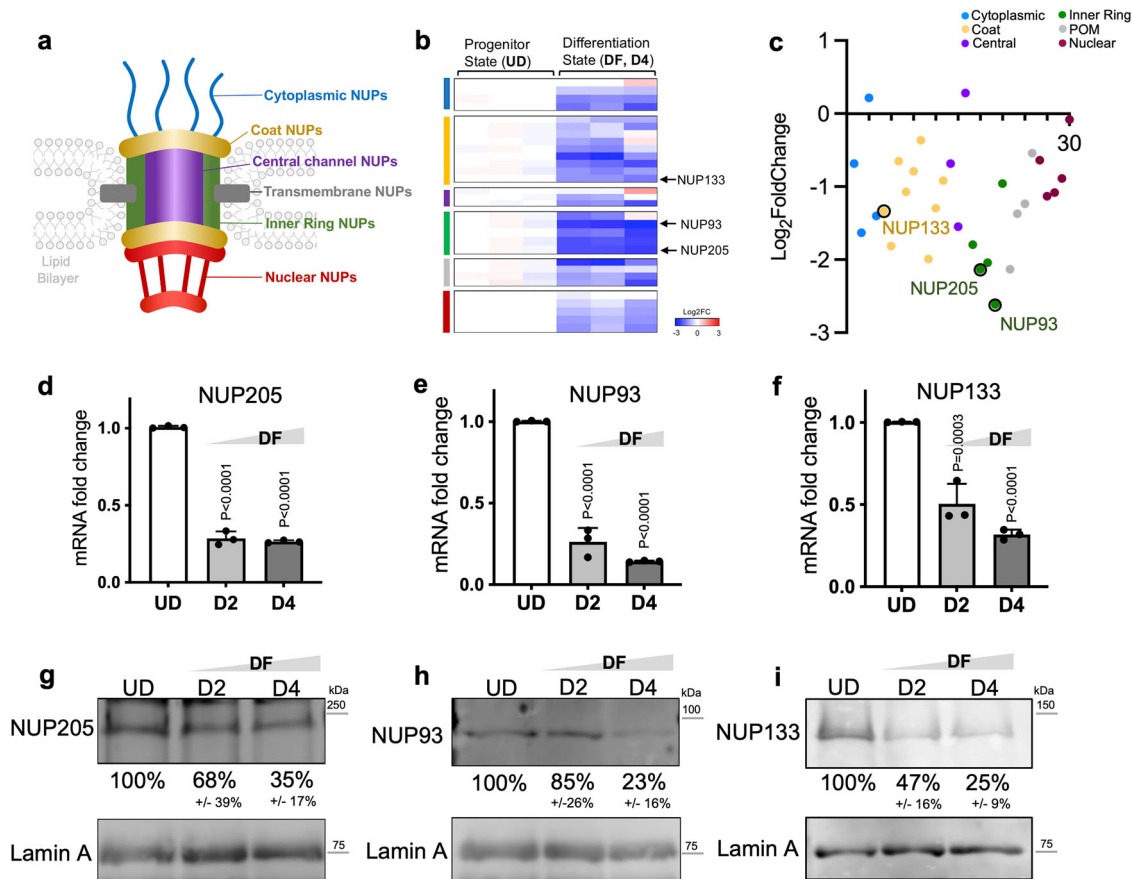 a
Cytoplasmic NUPs
Coat NUPs
Central channel NUPs
Transmembrane NUPs
Inner Ring NUPs
Lipid
Bilayer
Nuclear NUPs
b
Progenitor
State (UD)
Differentiation
State (DF, D4)
NUP133
NUP93
NUP205
Log2FC
-3 0 3
c
Cytoplasmic
Coat
Central
Inner Ring
POM
Nuclear
Log2FoldChange
1
0
-1
-2
-3
30
NUP133
NUP205
NUP93
d
NUP205
mRNA fold change
1.0
0.5
0.0
DF
P<0.0001
P<0.0001
UD D2 D4
e
NUP93
mRNA fold change
1.0
0.5
0.0
DF
P<0.0001
P<0.0001
UD D2 D4
f
NUP133
mRNA fold change
1.0
0.5
0.0
DF
P=0.0003
P<0.0001
UD D2 D4
g
DF
UD D2 D4
kDa
250
NUP205
100% 68% 35%
+/- 39% +/- 17%
Lamin A
75
h
DF
UD D2 D4
kDa
100
NUP93
100% 85% 23%
+/-26% +/- 16%
Lamin A
75
i
DF
UD D2 D4
kDa
150
NUP133
100% 47% 25%
+/- 16% +/- 9%
Lamin A
75